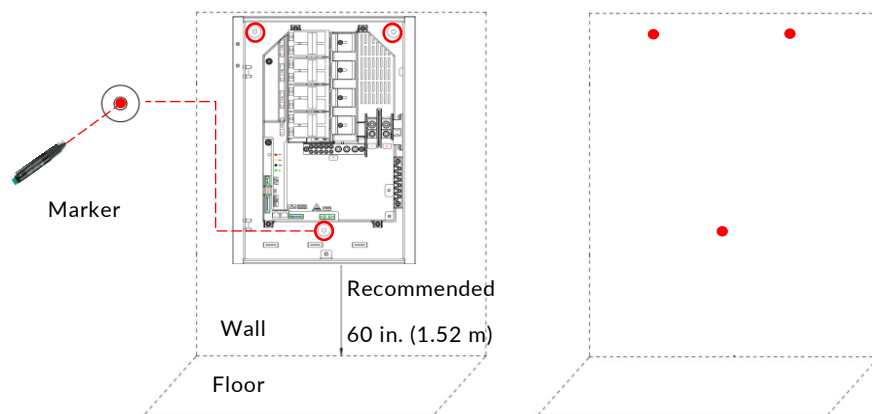 Marker
Recommended
60 in. (1.52 m)
Wall
Floor